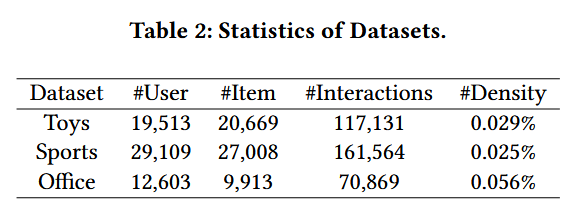 Table 2: Statistics of Datasets.
Dataset #User #Item #Interactions #Density
Toys 19,513 20,669 117,131 0.029%
Sports 29,109 27,008 161,564 0.025%
Office 12,603 9,913 70,869 0.056%